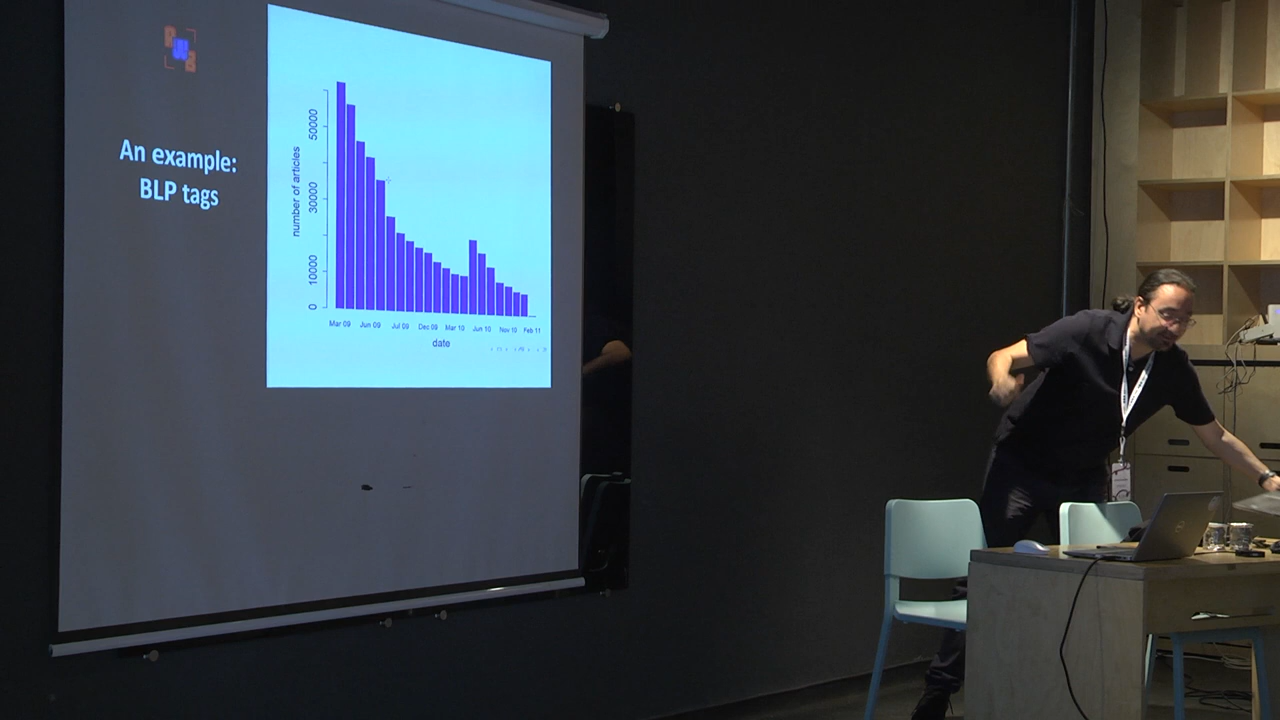 An example:
BLP tags
number of articles
50000
30000
10000
0
Mar 09 Jun 09 Jul 09 Dec 09 Mar 10 Jun 10 Nov 10 Feb 11
date